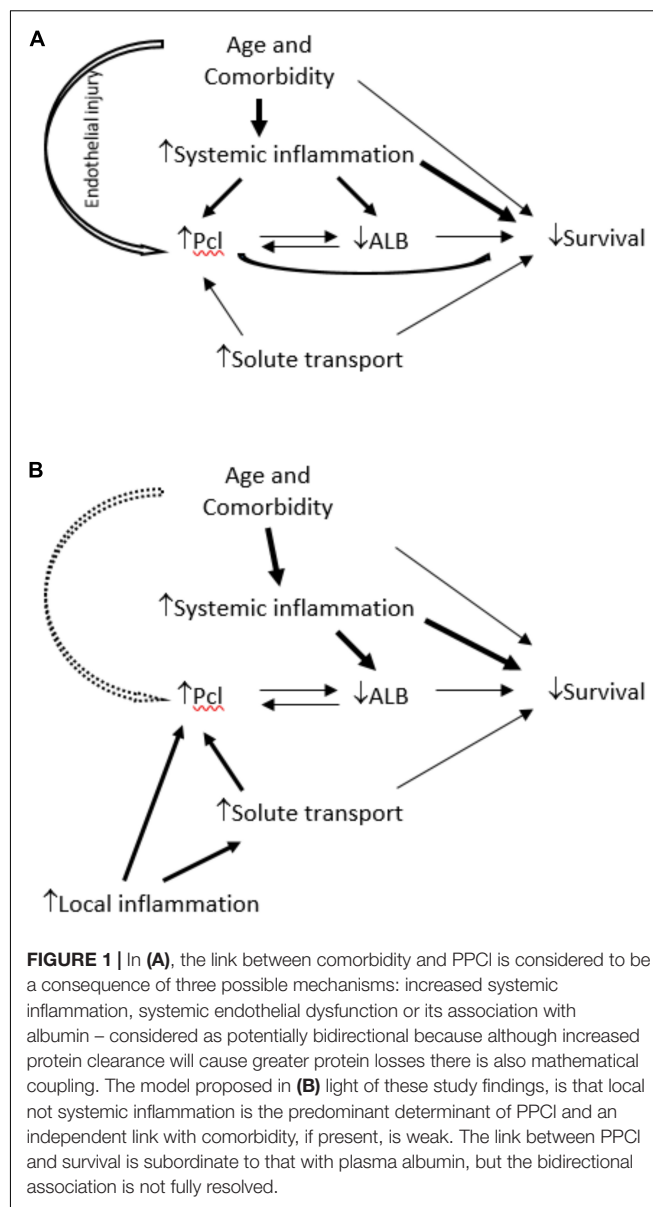 A
Age and
Comorbidity
Endothelial injury
↑Systemic inflammation
↑Pcl
↓ALB
↓Survival
↑Solute transport
B
Age and
Comorbidity
↑Systemic inflammation
↑Pcl
↓ALB
↓Survival
↑Solute transport
↑Local inflammation
FIGURE 1 | In (A), the link between comorbidity and PPCl is considered to be
a consequence of three possible mechanisms: increased systemic
inflammation, systemic endothelial dysfunction or its association with
albumin – considered as potentially bidirectional because although increased
protein clearance will cause greater protein losses there is also mathematical
coupling. The model proposed in (B) light of these study findings, is that local
not systemic inflammation is the predominant determinant of PPCl and an
independent link with comorbidity, if present, is weak. The link between PPCl
and survival is subordinate to that with plasma albumin, but the bidirectional
association is not fully resolved.